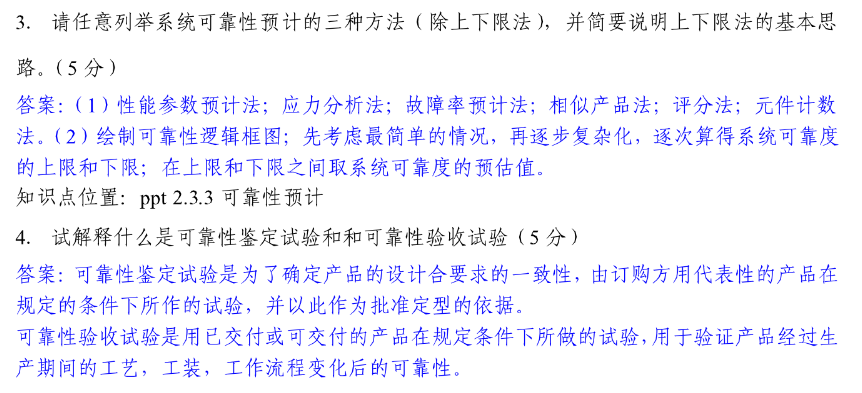 3. 请任意列举系统可靠性预计的三种方法（除上下限法），并简要说明上下限法的基本思
路。（5 分）
答案：（1）性能参数预计法；应力分析法；故障率预计法；相似产品法；评分法；元件计数
法。（2）绘制可靠性逻辑框图；先考虑最简单的情况，再逐步复杂化，逐次算得系统可靠度
的上限和下限；在上限和下限之间取系统可靠度的预估值。
知识点位置：ppt 2.3.3 可靠性预计
4. 试解释什么是可靠性鉴定试验和和可靠性验收试验（5 分）
答案：可靠性鉴定试验是为了确定产品的设计合要求的一致性，由订购方用代表性的产品在
规定的条件下所作的试验，并以此作为批准定型的依据。
可靠性验收试验是用已交付或可交付的产品在规定条件下所做的试验，用于验证产品经过生
产期间的工艺，工装，工作流程变化后的可靠性。